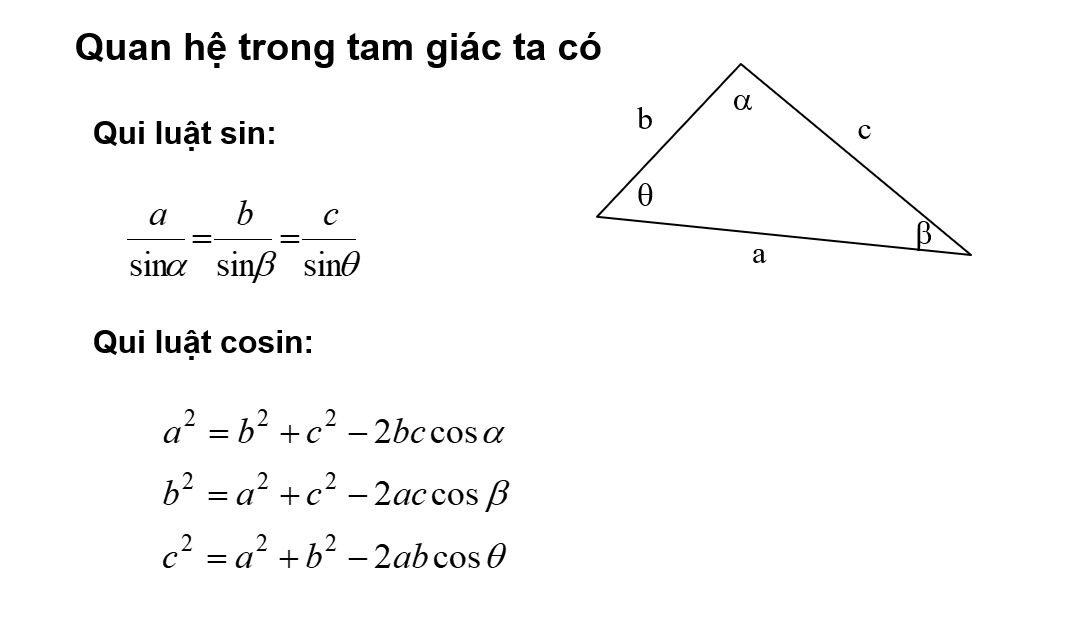 Quan hệ trong tam giác ta có
α
b
c
Qui luật sin:
θ
a/sinα = b/sinβ = c/sinθ
β
a
Qui luật cosin:
a² = b² + c² − 2bc cos α
b² = a² + c² − 2ac cos β
c² = a² + b² − 2ab cos θ